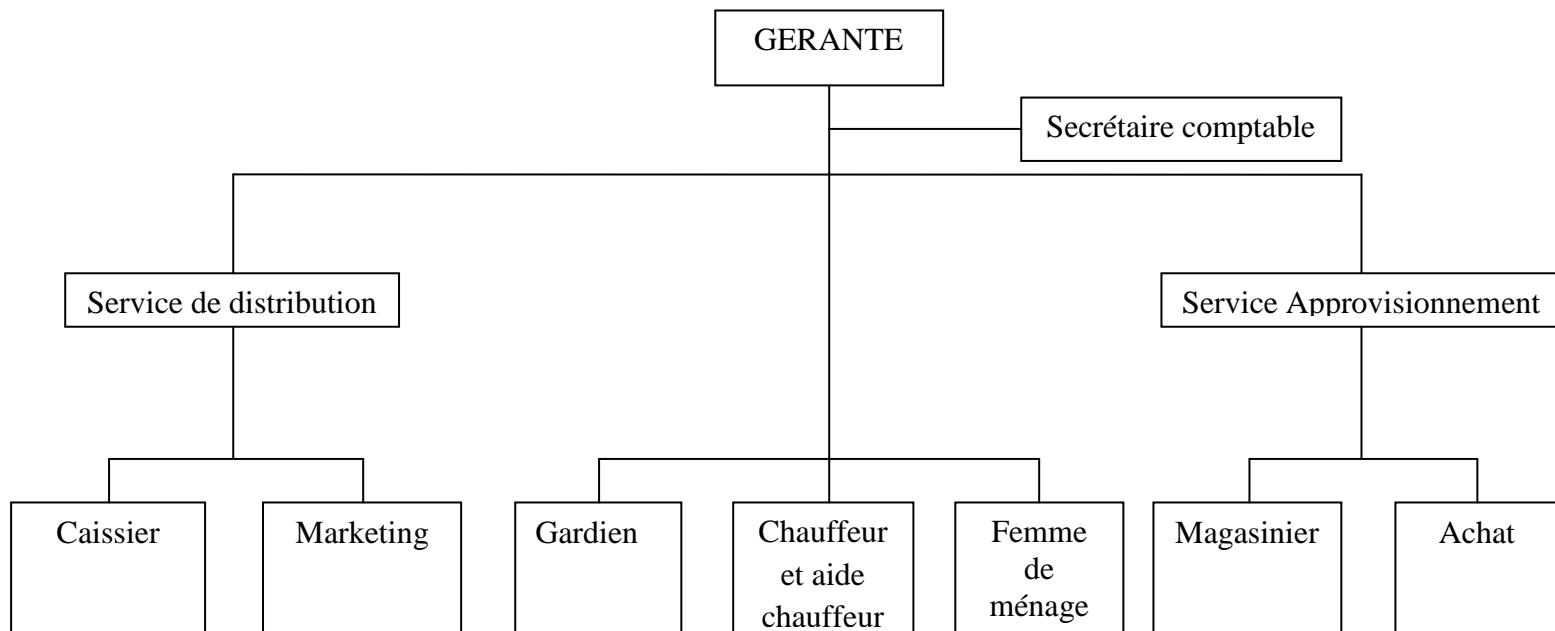 GERANTE
Secrétaire comptable
Service de distribution
Service Approvisionnement
Caissier
Marketing
Gardien
Chauffeur
et aide
chauffeur
Femme
de
ménage
Magasinier
Achat